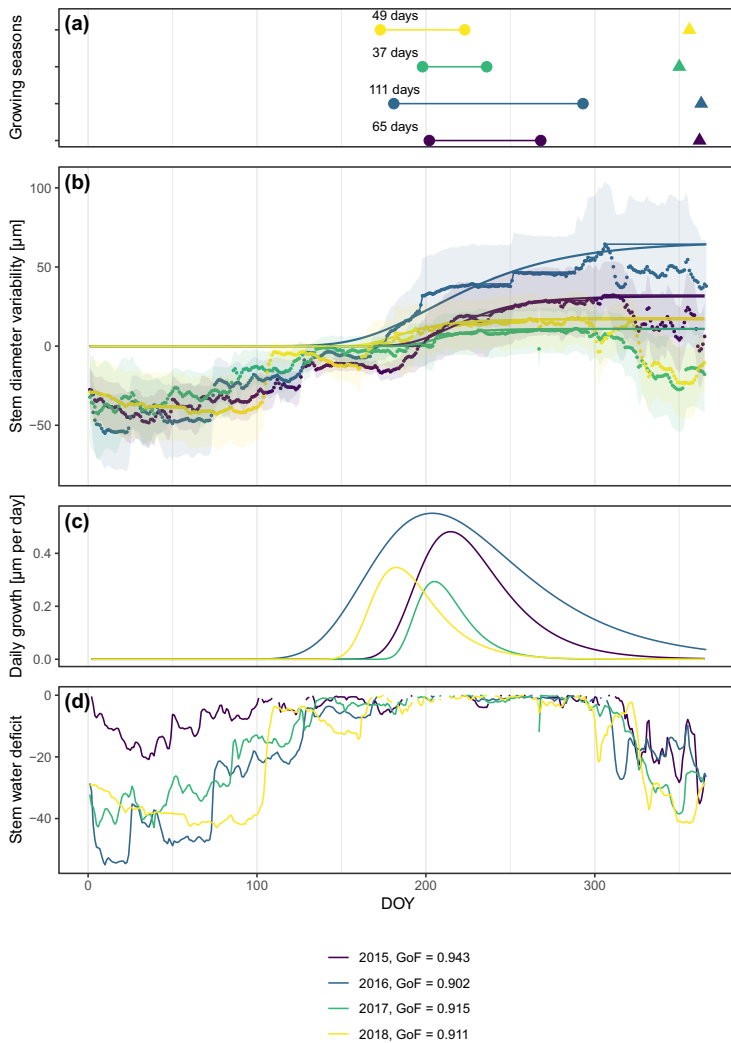 (a)
Growing seasons
49 days
37 days
111 days
65 days
(b)
Stem diameter variability [µm]
100
50
0
−50
(c)
Daily growth [µm per day]
0.4
0.2
0.0
(d)
Stem water deficit
0
−20
−40
0
100
200
300
DOY
2015, GoF = 0.943
2016, GoF = 0.902
2017, GoF = 0.915
2018, GoF = 0.911